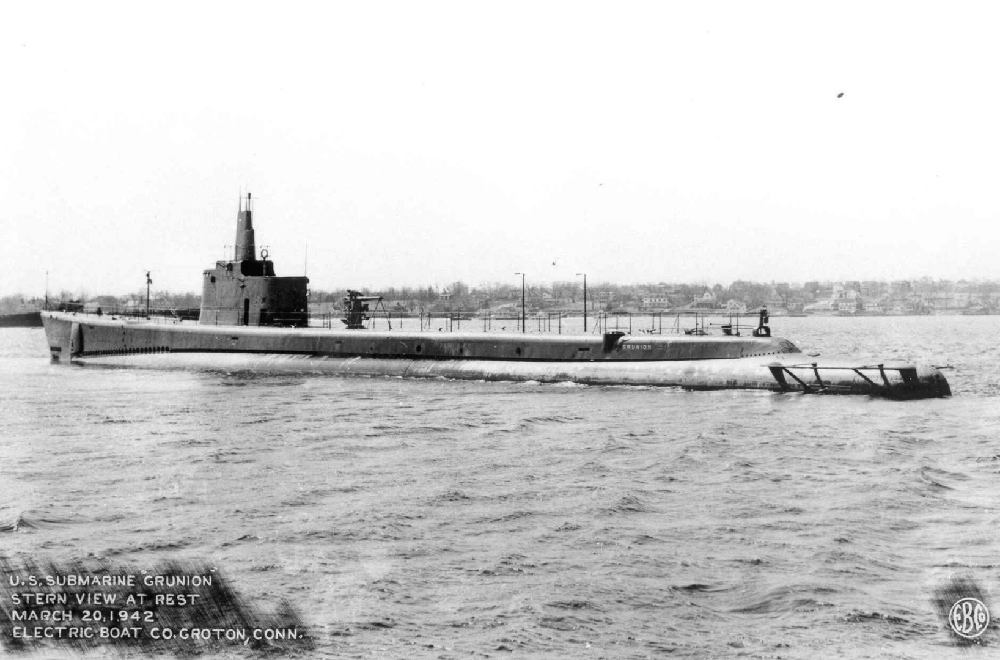 GRUNION
U.S. SUBMARINE "GRUNION"
STERN VIEW AT REST
MARCH 20, 1942
ELECTRIC BOAT CO. GROTON, CONN.
EBCo